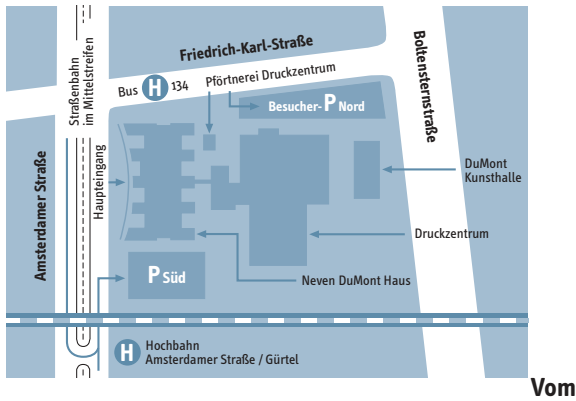 Friedrich-Karl-Straße
Bus H 134
Pförtnerei Druckzentrum
Besucher-P Nord
Boltensternstraße
Straßenbahn
im Mittelstreifen
Amsterdamer Straße
Haupteingang
DuMont
Kunsthalle
Druckzentrum
Neven DuMont Haus
P Süd
H Hochbahn
Amsterdamer Straße / Gürtel
Vom